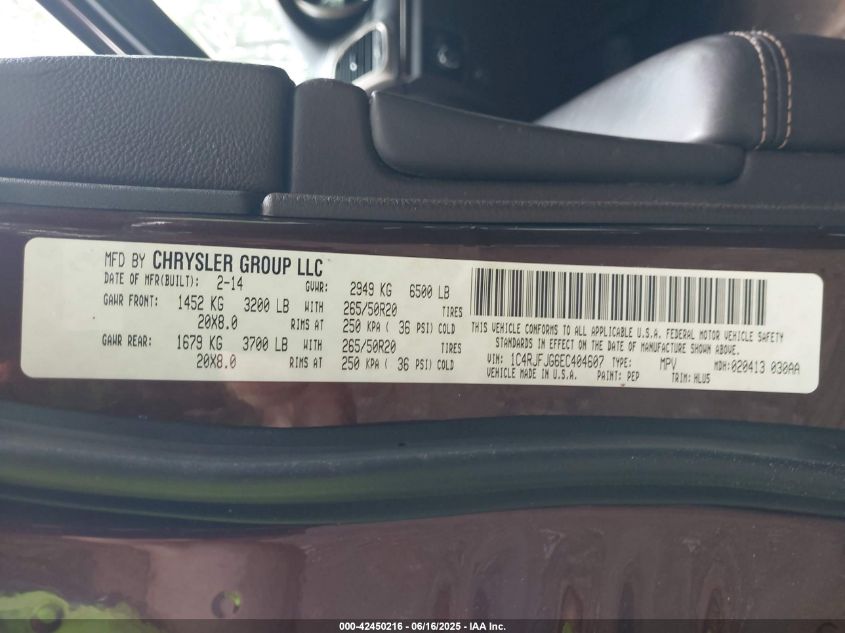 MFD BY CHRYSLER GROUP LLC
DATE OF MFR(BUILT): 2-14 GVWR: 2949 KG 6500 LB
GAWR FRONT: 1452 KG 3200 LB WITH 265/50R20 TIRES
20X8.0 RIMS AT 250 KPA ( 36 PSI) COLD
GAWR REAR: 1679 KG 3700 LB WITH 265/50R20 TIRES
20X8.0 RIMS AT 250 KPA ( 36 PSI) COLD
THIS VEHICLE CONFORMS TO ALL APPLICABLE U.S.A. FEDERAL MOTOR VEHICLE SAFETY
STANDARDS IN EFFECT ON THE DATE OF MANUFACTURE SHOWN ABOVE.
VIN: 1C4RJFJG6EC404607 TYPE: MPV MDH:020413 030AA
VEHICLE MADE IN U.S.A. PAINT: PEP TRIM: HLU5
000-42450216 - 06/16/2025 - IAA Inc.